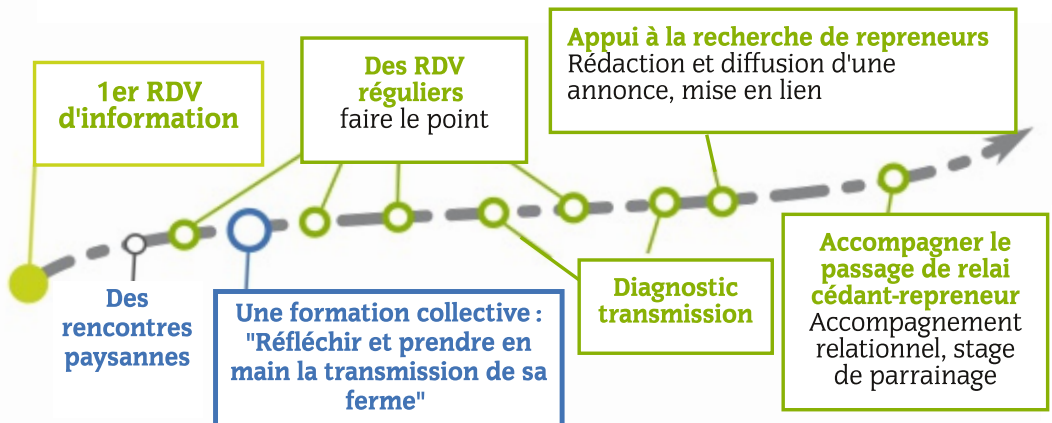 1er RDV
d'information
Des RDV
réguliers
faire le point
Appui à la recherche de repreneurs
Rédaction et diffusion d'une
annonce, mise en lien
Des
rencontres
paysannes
Une formation collective :
"Réfléchir et prendre en
main la transmission de sa
ferme"
Diagnostic
transmission
Accompagner le
passage de relai
cédant-repreneur
Accompagnement
relationnel, stage
de parrainage